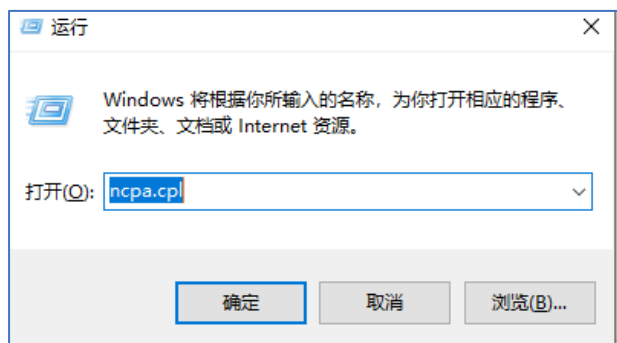 运行
Windows 将根据你所输入的名称，为你打开相应的程序、
文件夹、文档或 Internet 资源。
打开(O): ncpa.cpl
确定 取消 浏览(B)...